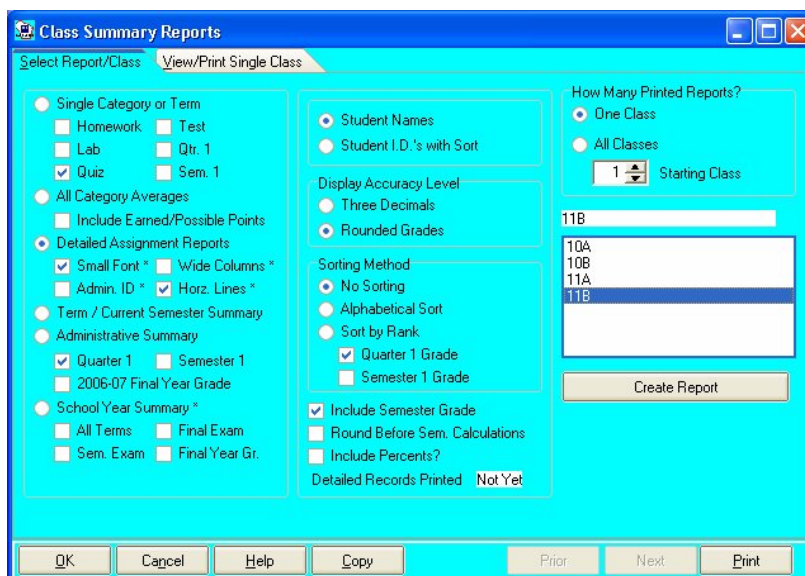 Class Summary Reports
Select Report/Class View/Print Single Class
Single Category or Term
Homework Test
Lab Qtr. 1
Quiz Sem. 1
All Category Averages
Include Earned/Possible Points
Detailed Assignment Reports
Small Font * Wide Columns *
Admin. ID * Horz. Lines *
Term / Current Semester Summary
Administrative Summary
Quarter 1 Semester 1
2006-07 Final Year Grade
School Year Summary *
All Terms Final Exam
Sem. Exam Final Year Gr.
Student Names
Student I.D.'s with Sort
Display Accuracy Level
Three Decimals
Rounded Grades
Sorting Method
No Sorting
Alphabetical Sort
Sort by Rank
Quarter 1 Grade
Semester 1 Grade
Include Semester Grade
Round Before Sem. Calculations
Include Percents?
Detailed Records Printed Not Yet
How Many Printed Reports?
One Class
All Classes
1 Starting Class
11B
10A
10B
11A
11B
Create Report
OK Cancel Help Copy Prior Next Print